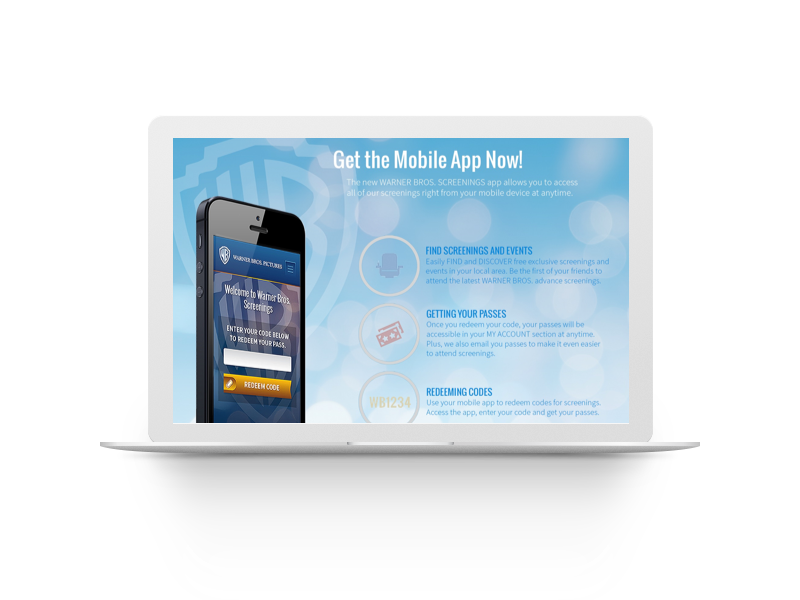 Get the Mobile App Now!
The new WARNER BROS. SCREENINGS app allows you to access
all of our screenings right from your mobile device at anytime.
WB
WARNER BROS. PICTURES
Welcome to Warner Bros.
Screenings
ENTER YOUR CODE BELOW
TO REDEEM YOUR PASS.
REDEEM CODE
FIND SCREENINGS AND EVENTS
Easily FIND and DISCOVER free exclusive screenings and
events in your local area. Be the first of your friends to
attend the latest WARNER BROS. advance screenings.
GETTING YOUR PASSES
Once you redeem your code, your passes will be
accessible in your MY ACCOUNT section at anytime.
Plus, we also email you passes to make it even easier
to attend screenings.
WB1234
REDEEMING CODES
Use your mobile app to redeem codes for screenings.
Access the app, enter your code and get your passes.